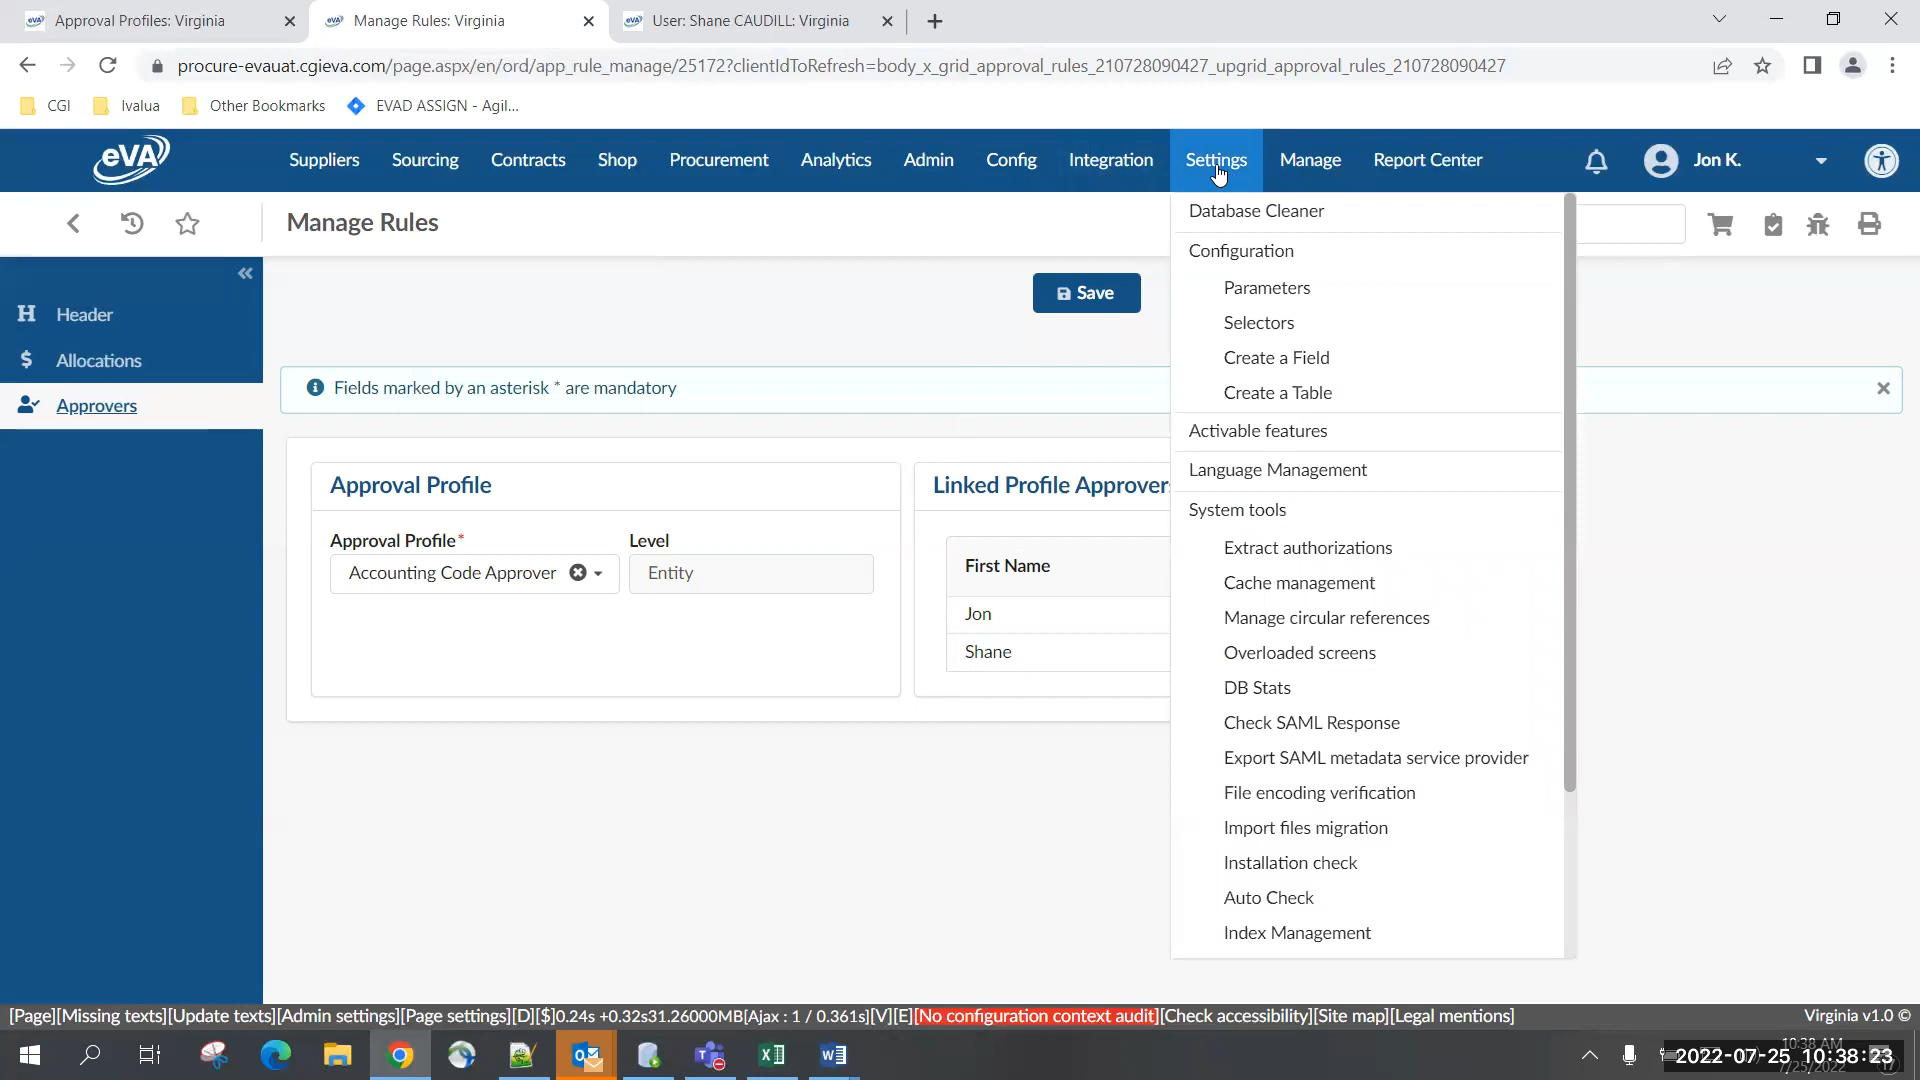 Approval Profiles: Virginia
Manage Rules: Virginia
User: Shane CAUDILL: Virginia
procure-evauat.cgieva.com/page.aspx/en/ord/app_rule_manage/25172?clientIdToRefresh=body_x_grid_approval_rules_210728090427_upgrid_approval_rules_210728090427
CGI
Ivalua
Other Bookmarks
EVAD ASSIGN - Agil...
eVA
Suppliers
Sourcing
Contracts
Shop
Procurement
Analytics
Admin
Config
Integration
Settings
Manage
Report Center
Jon K.
Manage Rules
Header
Allocations
Approvers
Save
Fields marked by an asterisk * are mandatory
Approval Profile
Approval Profile*
Level
Accounting Code Approver
Entity
Linked Profile Approver
First Name
Jon
Shane
Database Cleaner
Configuration
Parameters
Selectors
Create a Field
Create a Table
Activable features
Language Management
System tools
Extract authorizations
Cache management
Manage circular references
Overloaded screens
DB Stats
Check SAML Response
Export SAML metadata service provider
File encoding verification
Import files migration
Installation check
Auto Check
Index Management
[Page][Missing texts][Update texts][Admin settings][Page settings][D][$]0.24s +0.32s31.26000MB[Ajax : 1 / 0.361s][V][E][No configuration context audit][Check accessibility][Site map][Legal mentions]
Virginia v1.0 ©
10:38 AM
2022-07-25 10:38:23
7/25/2022